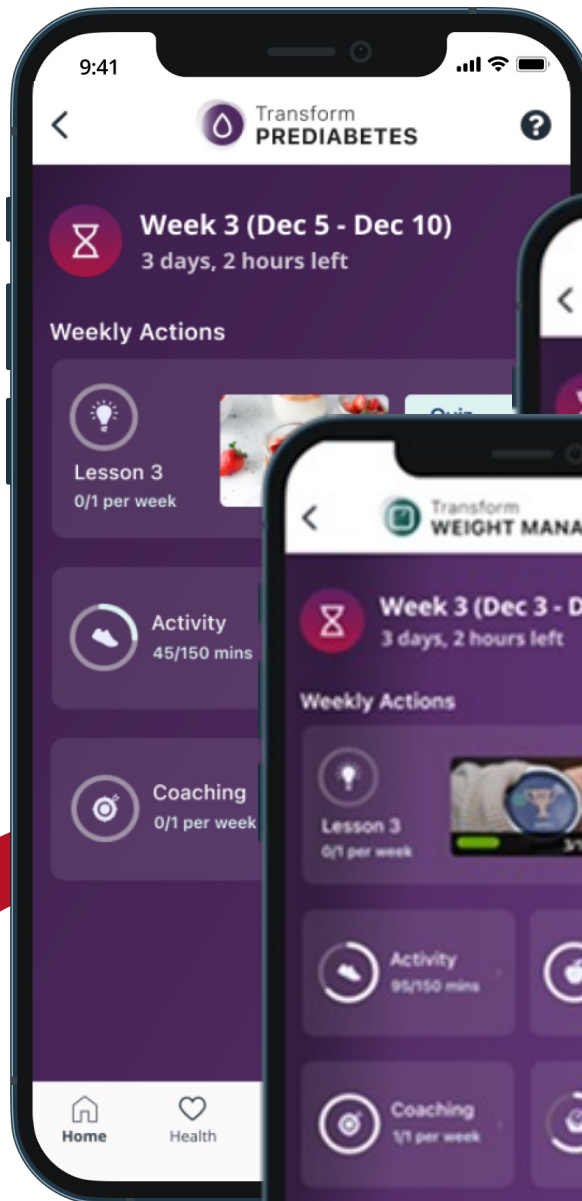 9:41
Transform
PREDIABETES
Week 3 (Dec 5 - Dec 10)
3 days, 2 hours left
Weekly Actions
Lesson 3
0/1 per week
Quiz
Activity
45/150 mins
Coaching
0/1 per week
Home
Health
Transform
WEIGHT MANA
Week 3 (Dec 3 - D
3 days, 2 hours left
Weekly Actions
Lesson 3
0/1 per week
Activity
95/150 mins
Coaching
1/1 per week